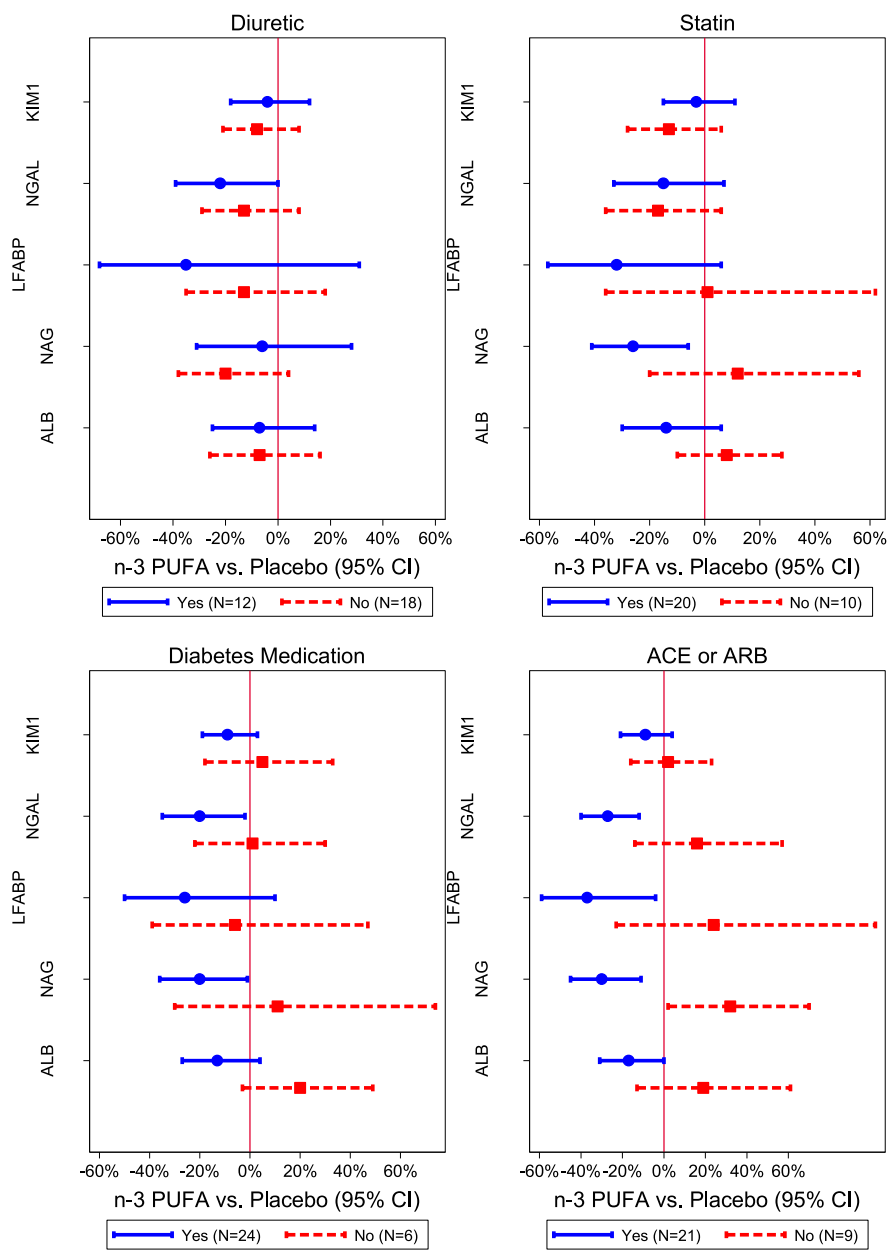 Diuretic
KIM1
NGAL
LFABP
NAG
ALB
-60% -40% -20% 0% 20% 40% 60%
n-3 PUFA vs. Placebo (95% CI)
Yes (N=12) No (N=18)
Statin
KIM1
NGAL
LFABP
NAG
ALB
-60% -40% -20% 0% 20% 40% 60%
n-3 PUFA vs. Placebo (95% CI)
Yes (N=20) No (N=10)
Diabetes Medication
KIM1
NGAL
LFABP
NAG
ALB
-60% -40% -20% 0% 20% 40% 60%
n-3 PUFA vs. Placebo (95% CI)
Yes (N=24) No (N=6)
ACE or ARB
KIM1
NGAL
LFABP
NAG
ALB
-60% -40% -20% 0% 20% 40% 60%
n-3 PUFA vs. Placebo (95% CI)
Yes (N=21) No (N=9)